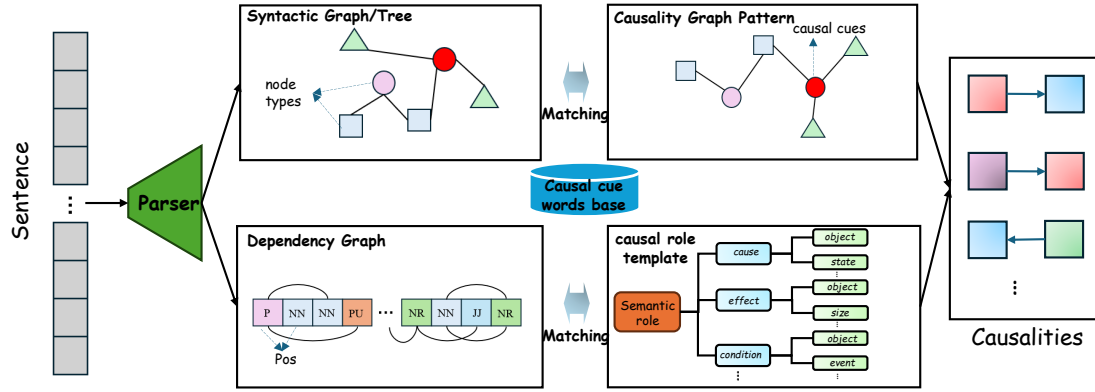 Sentence
...
Parser
Syntactic Graph/Tree
node
types
Matching
Causality Graph Pattern
causal cues
Causal cue
words base
Dependency Graph
P NN NN PU ... NR NN JJ NR
Pos
Matching
causal role
template
Semantic
role
cause
object
state
...
effect
object
size
...
condition
object
event
...
...
...
Causalities